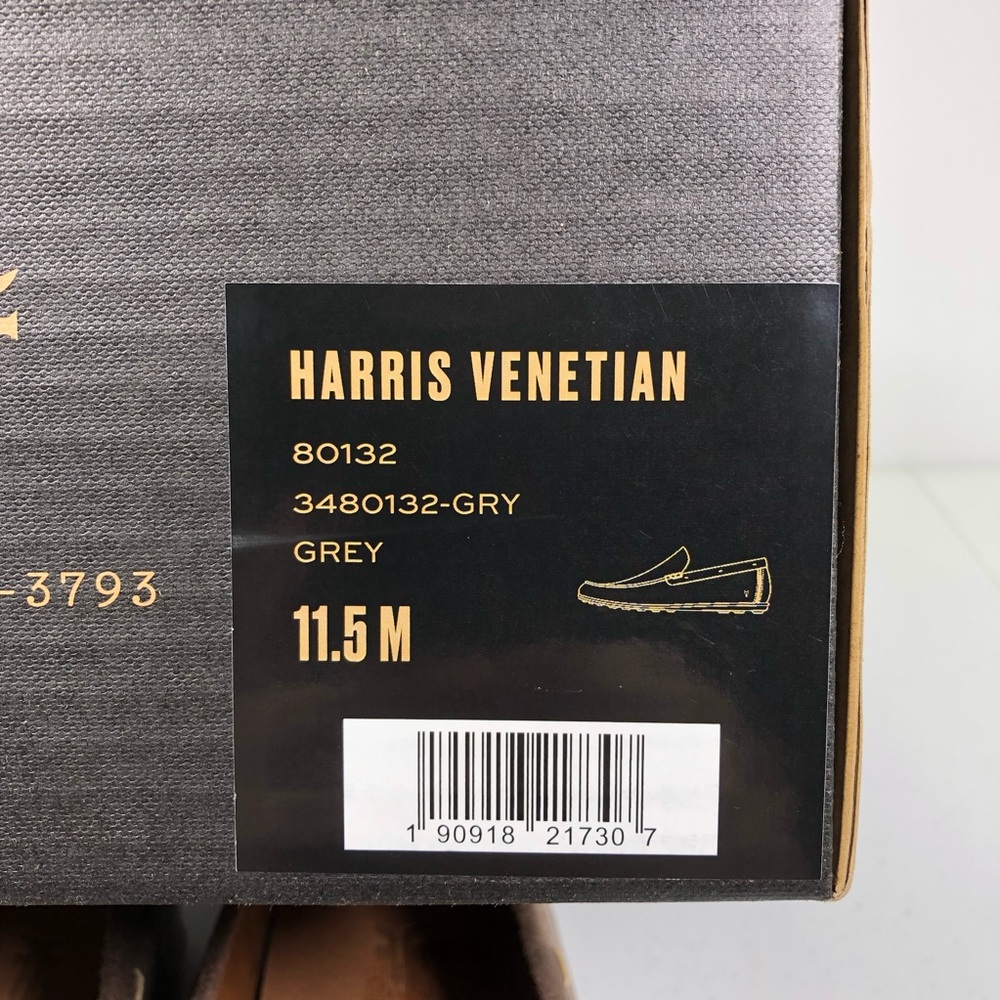 HARRIS VENETIAN
80132
3480132-GRY
GREY
-3793
11.5 M
1 90918 21730 7